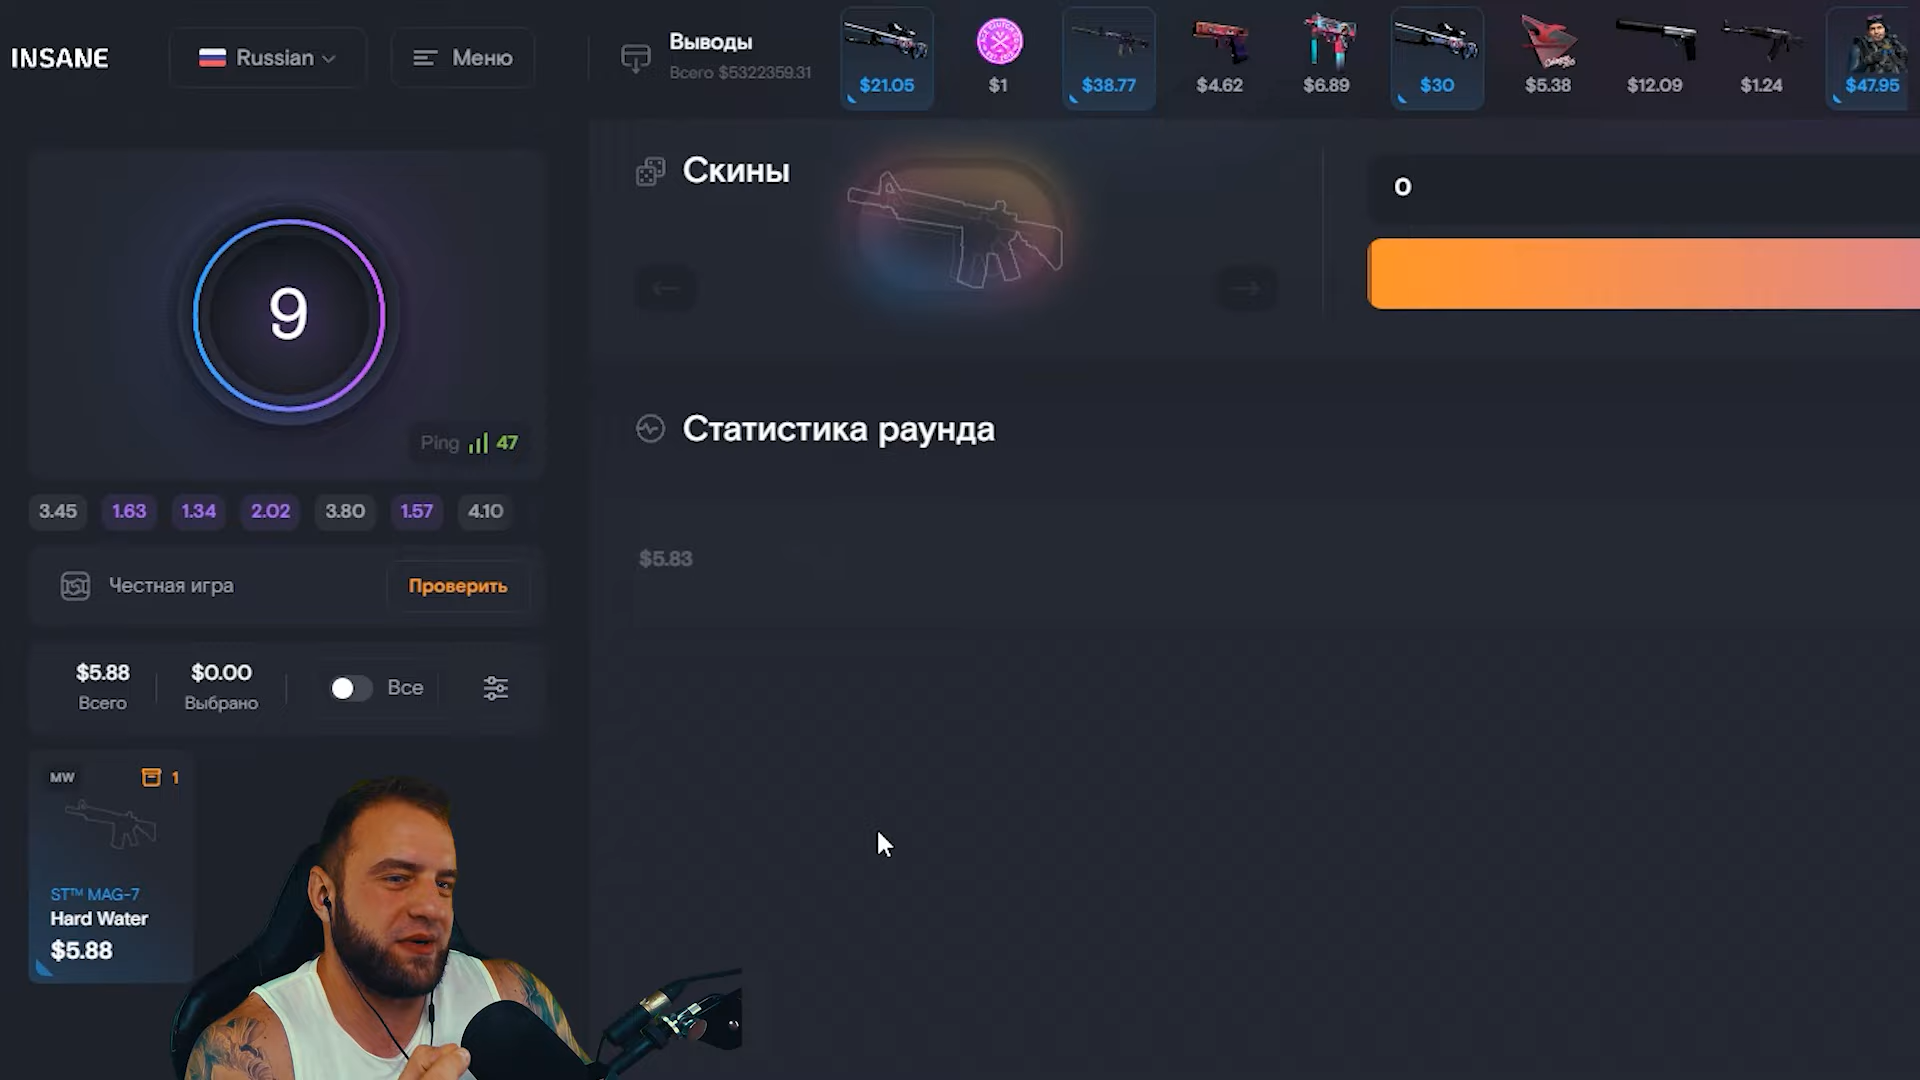 INSANE
Russian
Меню
Выводы
Всего $5322359.31
$21.05
$1
$38.77
$4.62
$6.89
$30
$5.38
$12.09
$1.24
$47.95
Скины
0
9
Ping 47
3.45 1.63 1.34 2.02 3.80 1.57 4.10
Честная игра
Проверить
$5.88
Всего
$0.00
Выбрано
Все
Статистика раунда
$5.83
MW
1
ST™ MAG-7
Hard Water
$5.88